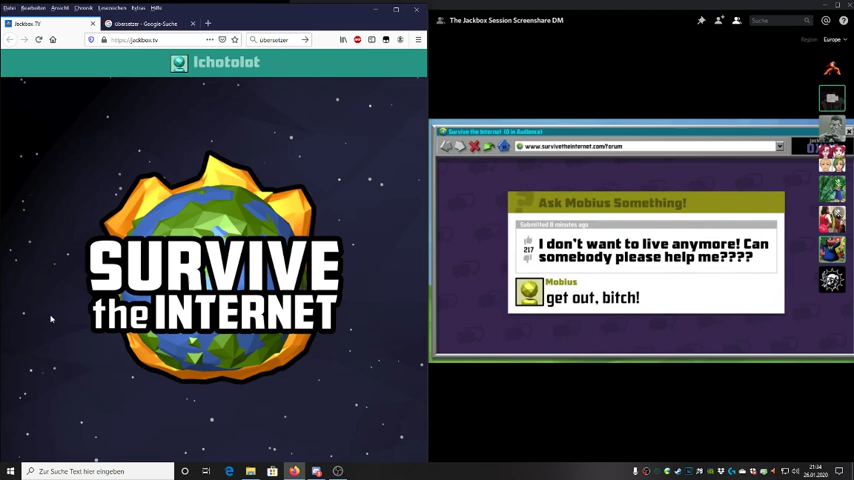 Datei Bearbeiten Ansicht Chronik Lesezeichen Extras Hilfe
Jackbox.TV
übersetzer - Google-Suche
https://jackbox.tv
übersetzer
Ichotolot
SURVIVE
the INTERNET
The Jackbox Session Screenshare DM
Suche
Region
Europe
Survive the Internet (0 in Audience)
www.survivetheinternet.com/forum
Ask Mobius Something!
Submitted 8 minutes ago
217
I don't want to live anymore! Can
somebody please help me????
Mobius
get out, bitch!
Zur Suche Text hier eingeben
21:34
26.01.2020